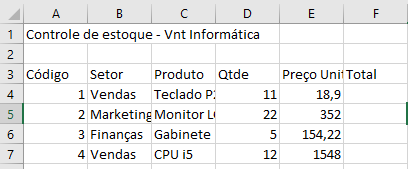 A B C D E F
1 Controle de estoque - Vnt Informática
2
3 Código Setor Produto Qtde Preço Unit Total
4 1 Vendas Teclado P 11 18,9
5 2 Marketing Monitor L 22 352
6 3 Finanças Gabinete 5 154,22
7 4 Vendas CPU i5 12 1548